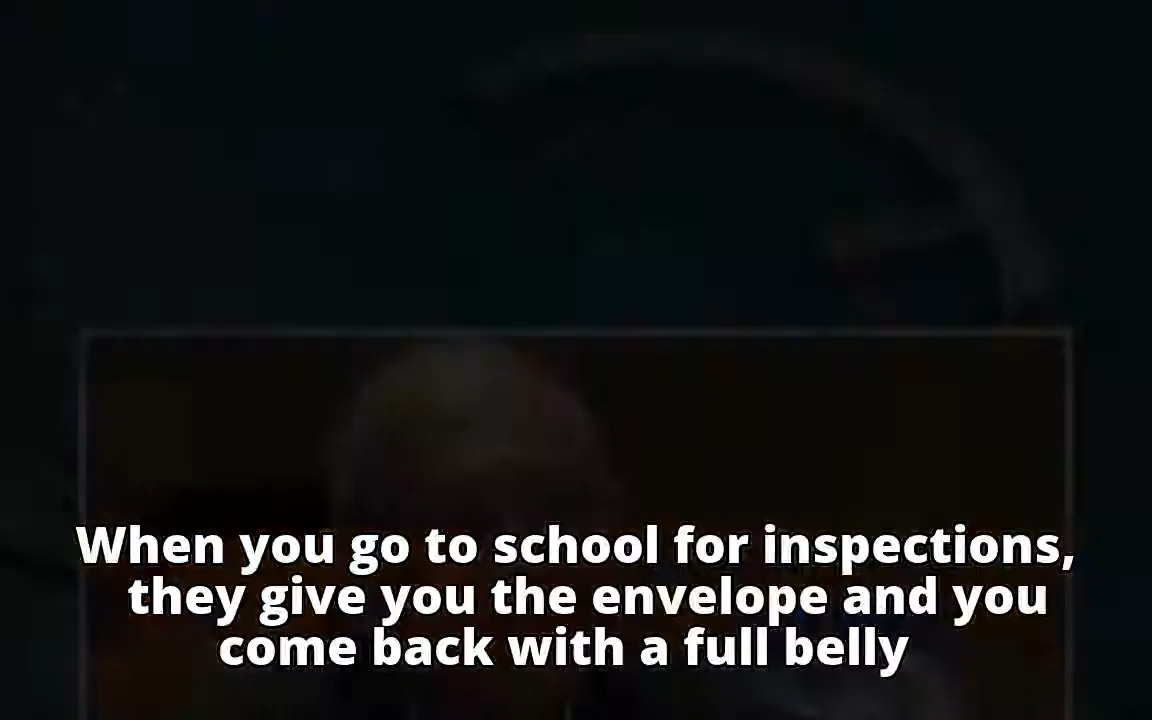 When you go to school for inspections,
they give you the envelope and you
come back with a full belly